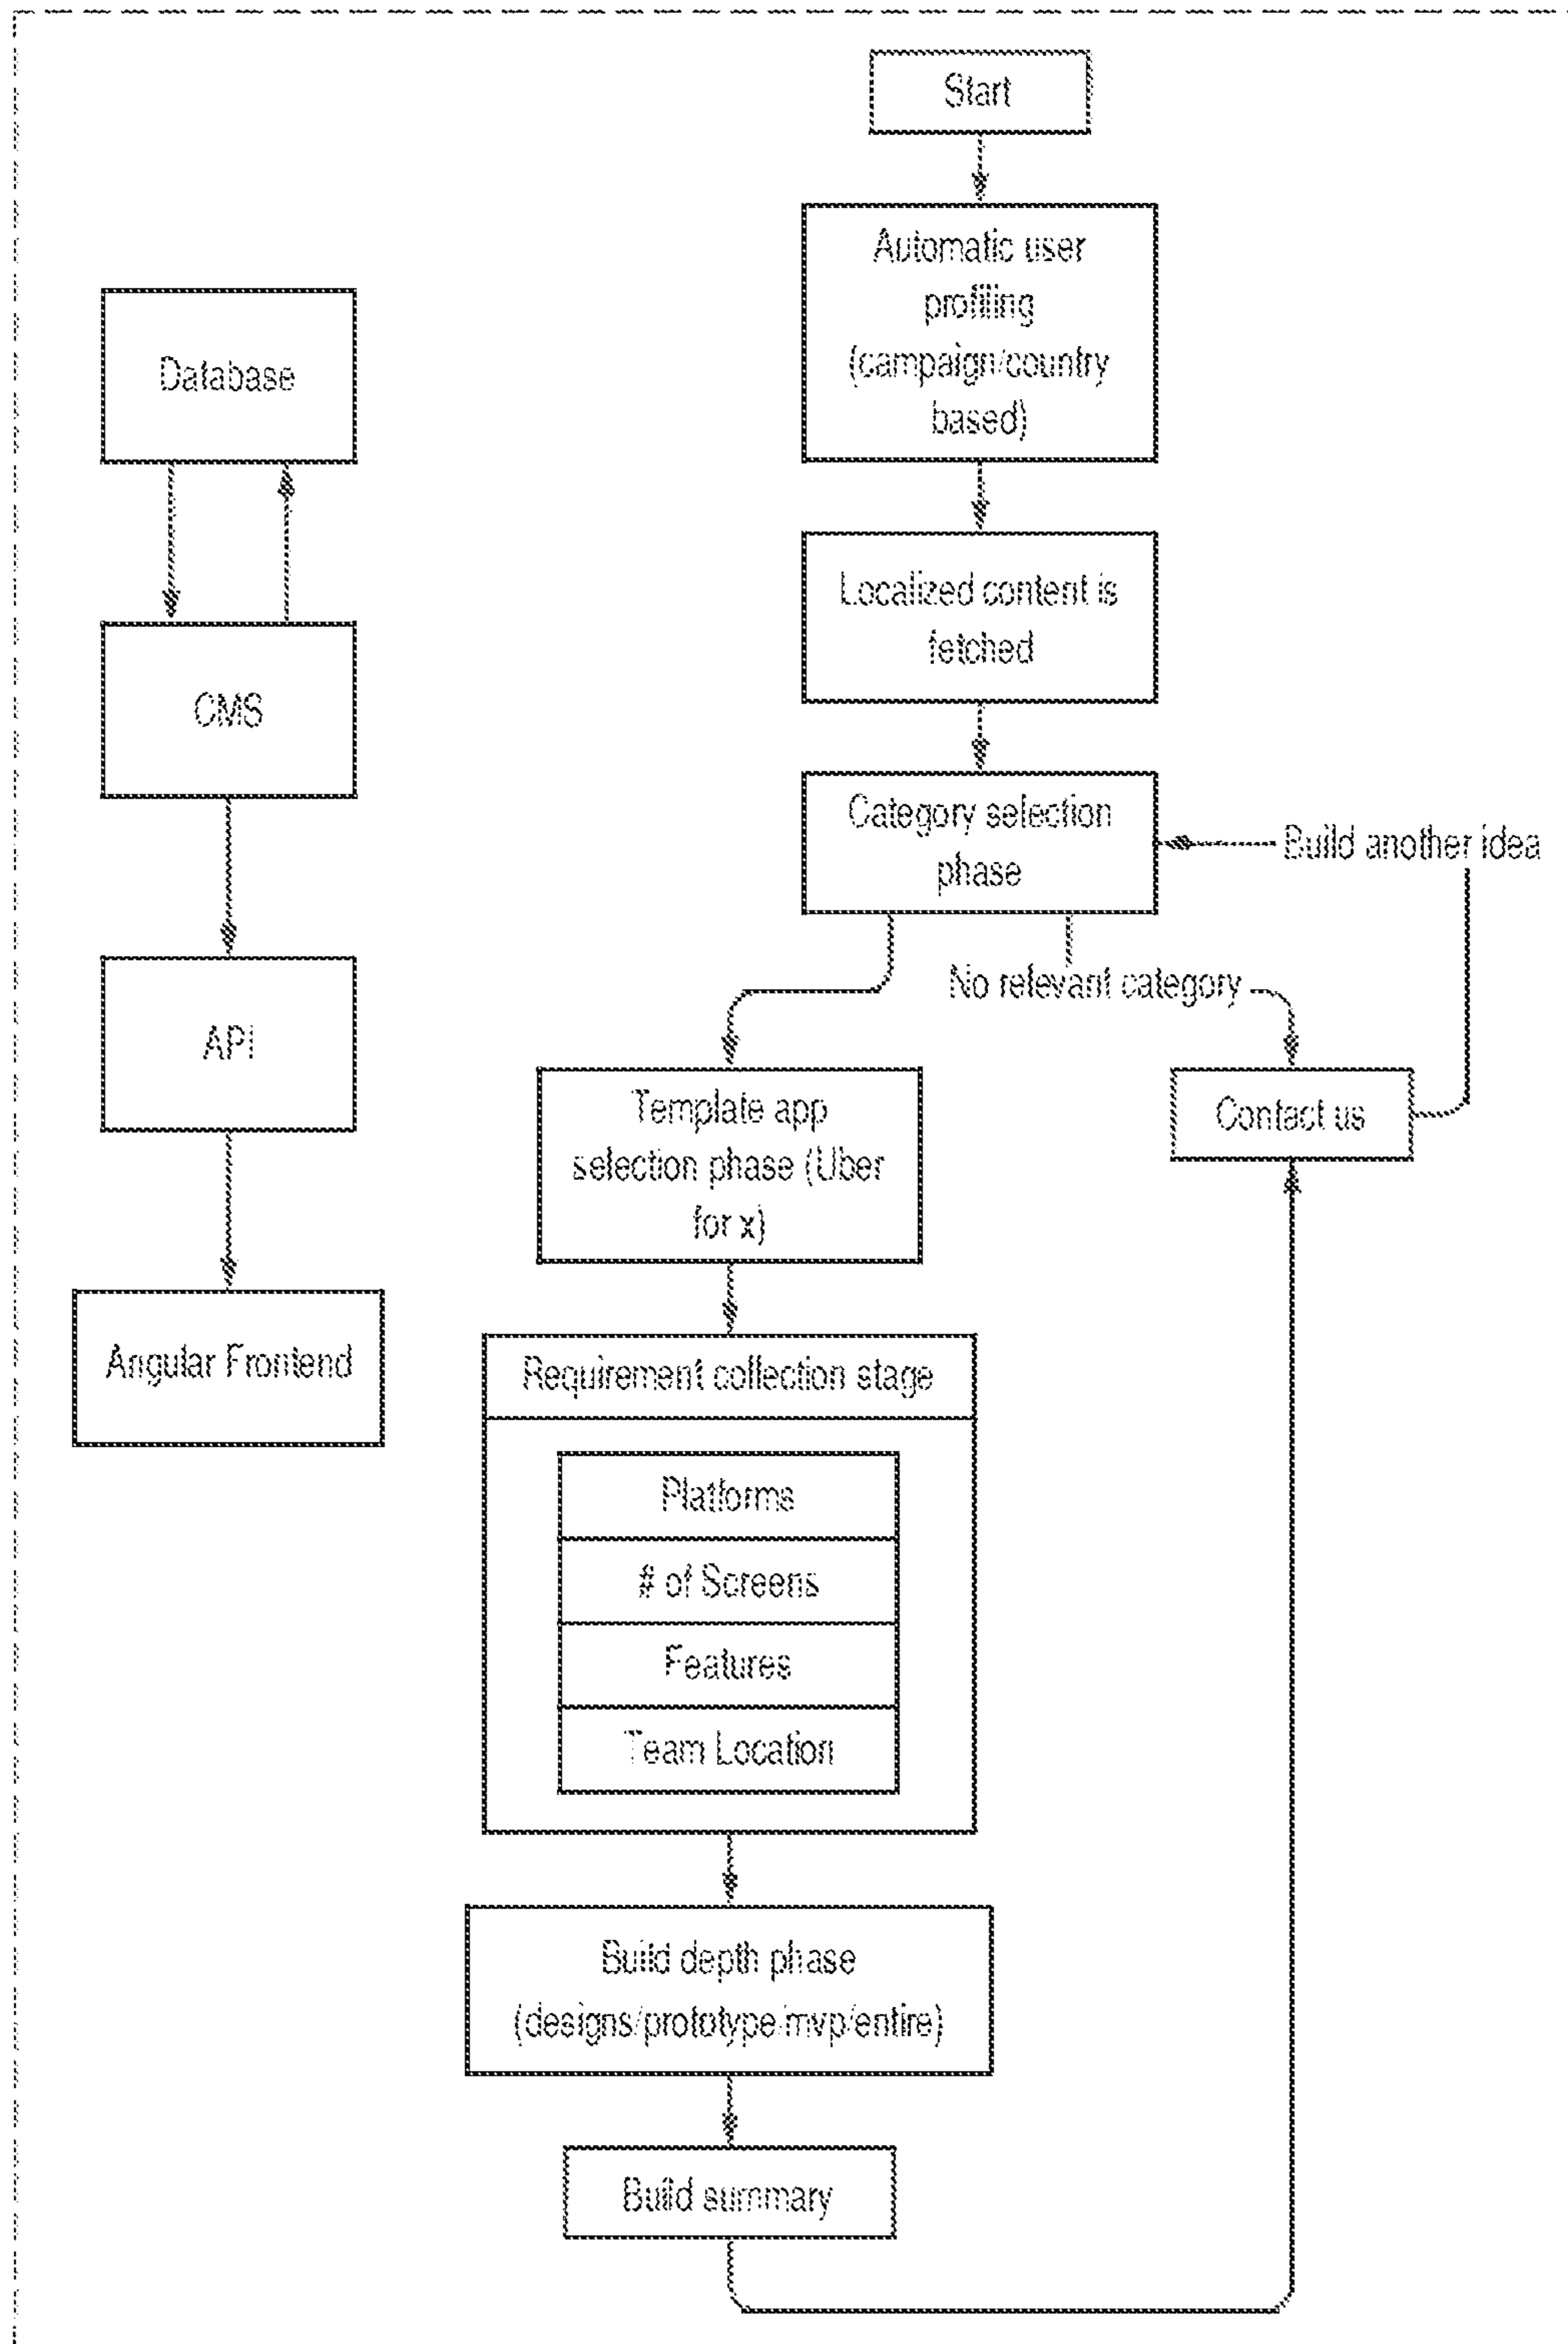 Start
Automatic user
profiling
(campaign/country
based)
Database
Localized content is
fetched
CMS
Category selection
phase
Build another idea
No relevant category
API
Template app
selection phase (Uber
for x)
Contact us
Angular Frontend
Requirement collection stage
Platforms
# of Screens
Features
Team Location
Build depth phase
(designs/prototype/mvp/entire)
Build summary